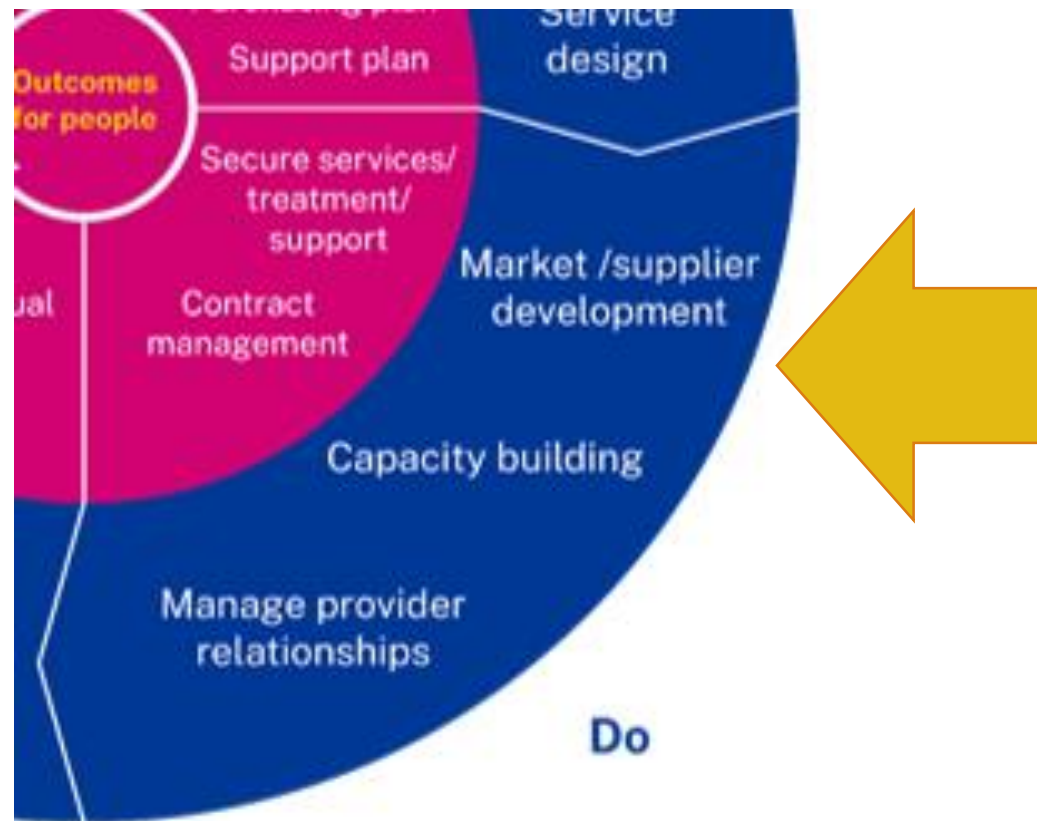 Service
design
Support plan
Outcomes
for people
Secure services/
treatment/
support
Market /supplier
development
Contract
management
Capacity building
Manage provider
relationships
Do